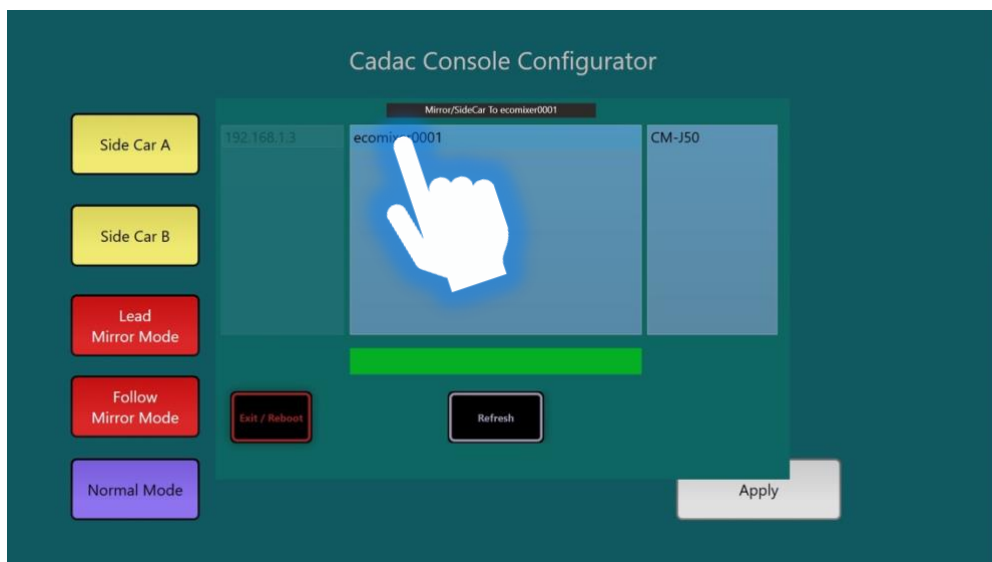 Cadac Console Configurator
Mirror/SideCar To ecomixer0001
Side Car A
192.168.1.3
ecomixer0001
CM-J50
Side Car B
Lead
Mirror Mode
Follow
Mirror Mode
Exit / Reboot
Refresh
Normal Mode
Apply